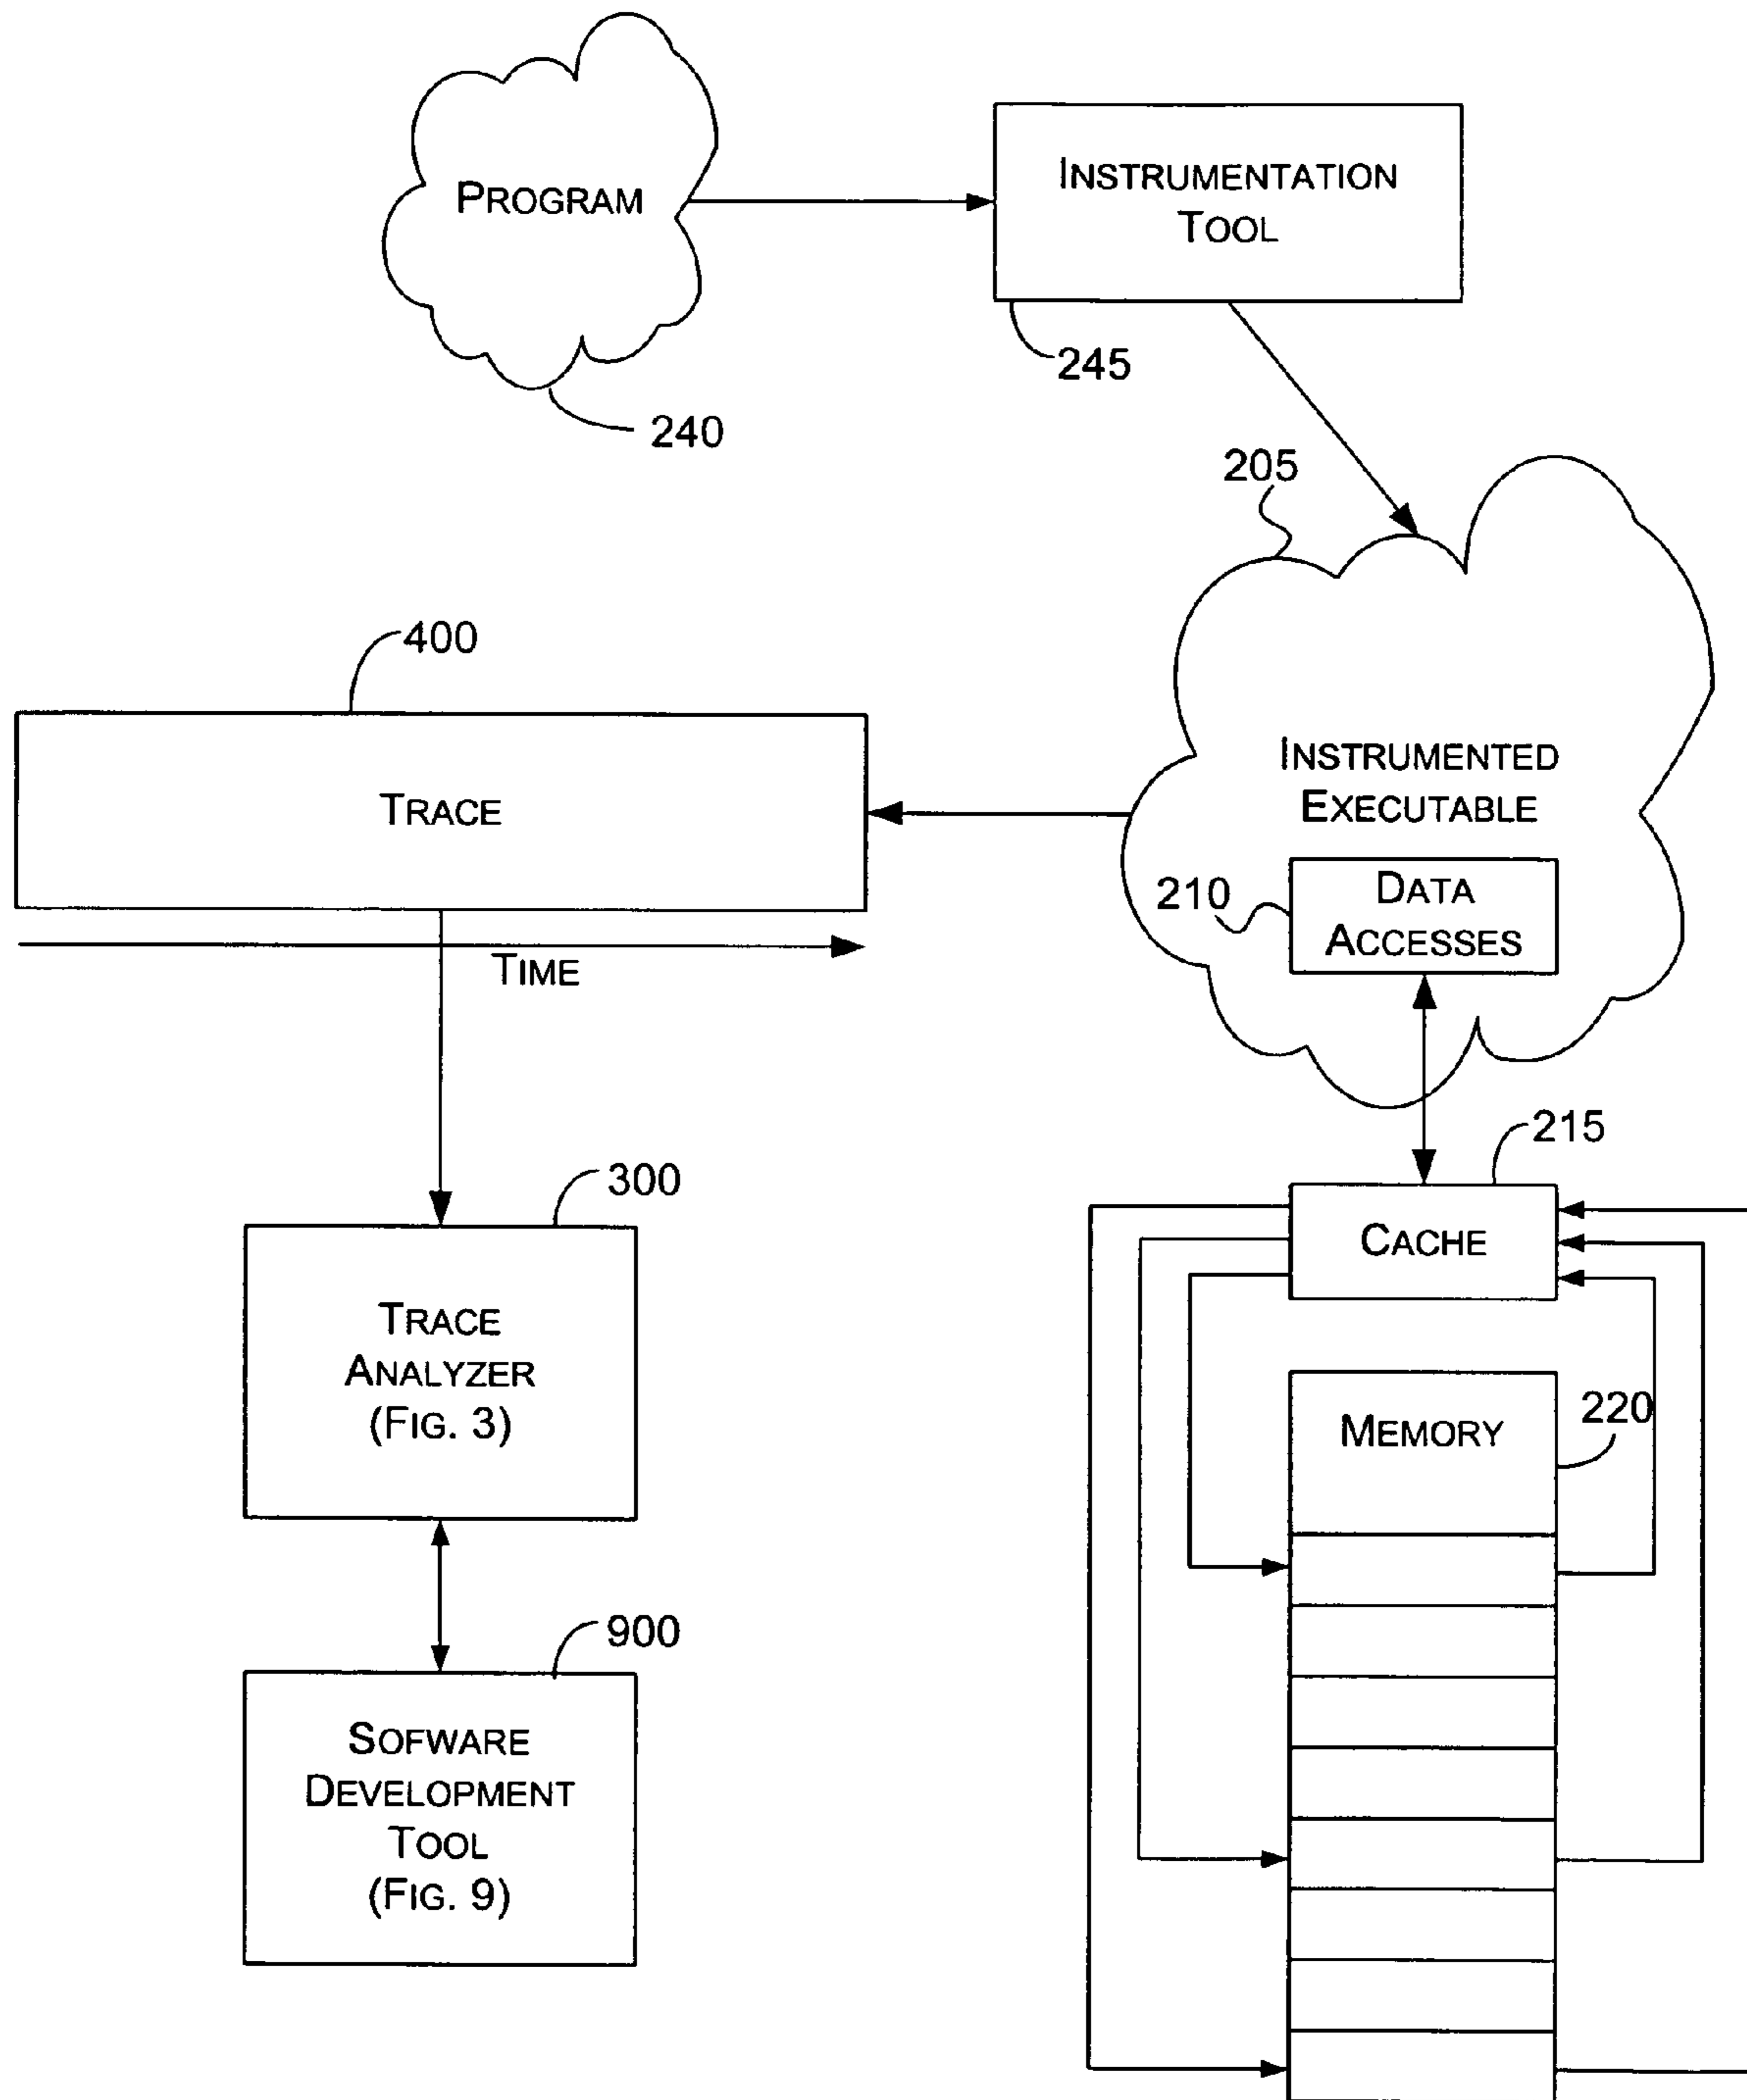 PROGRAM
INSTRUMENTATION
TOOL
245
240
205
400
INSTRUMENTED
EXECUTABLE
TRACE
210
DATA
ACCESSES
TIME
215
300
CACHE
TRACE
ANALYZER
(FIG. 3)
MEMORY
220
900
SOFWARE
DEVELOPMENT
TOOL
(FIG. 9)